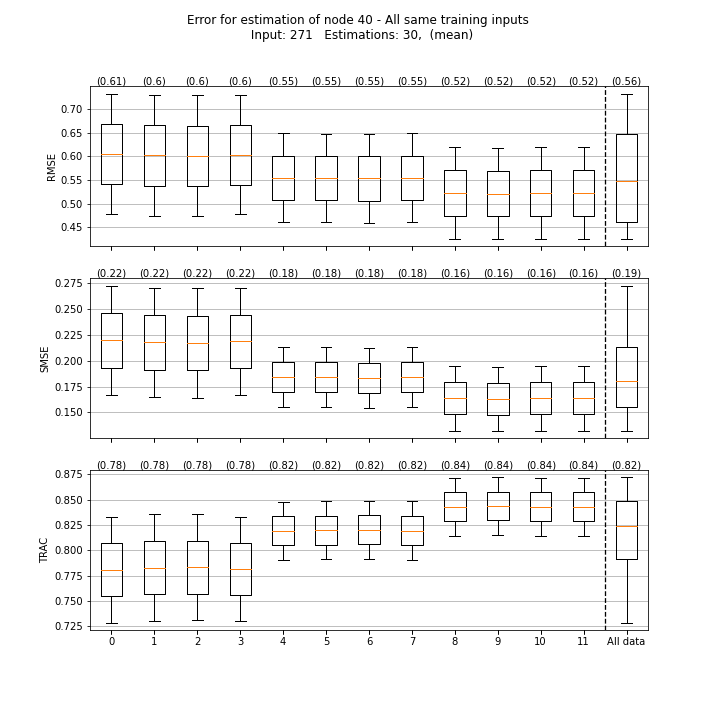 Error for estimation of node 40 - All same training inputs
Input: 271   Estimations: 30,  (mean)
(0.61) (0.6) (0.6) (0.6) (0.55) (0.55) (0.55) (0.55) (0.52) (0.52) (0.52) (0.52) (0.56)
RMSE
0.70
0.65
0.60
0.55
0.50
0.45
(0.22) (0.22) (0.22) (0.22) (0.18) (0.18) (0.18) (0.18) (0.16) (0.16) (0.16) (0.16) (0.19)
SMSE
0.275
0.250
0.225
0.200
0.175
0.150
(0.78) (0.78) (0.78) (0.78) (0.82) (0.82) (0.82) (0.82) (0.84) (0.84) (0.84) (0.84) (0.82)
TRAC
0.875
0.850
0.825
0.800
0.775
0.750
0.725
0 1 2 3 4 5 6 7 8 9 10 11 All data